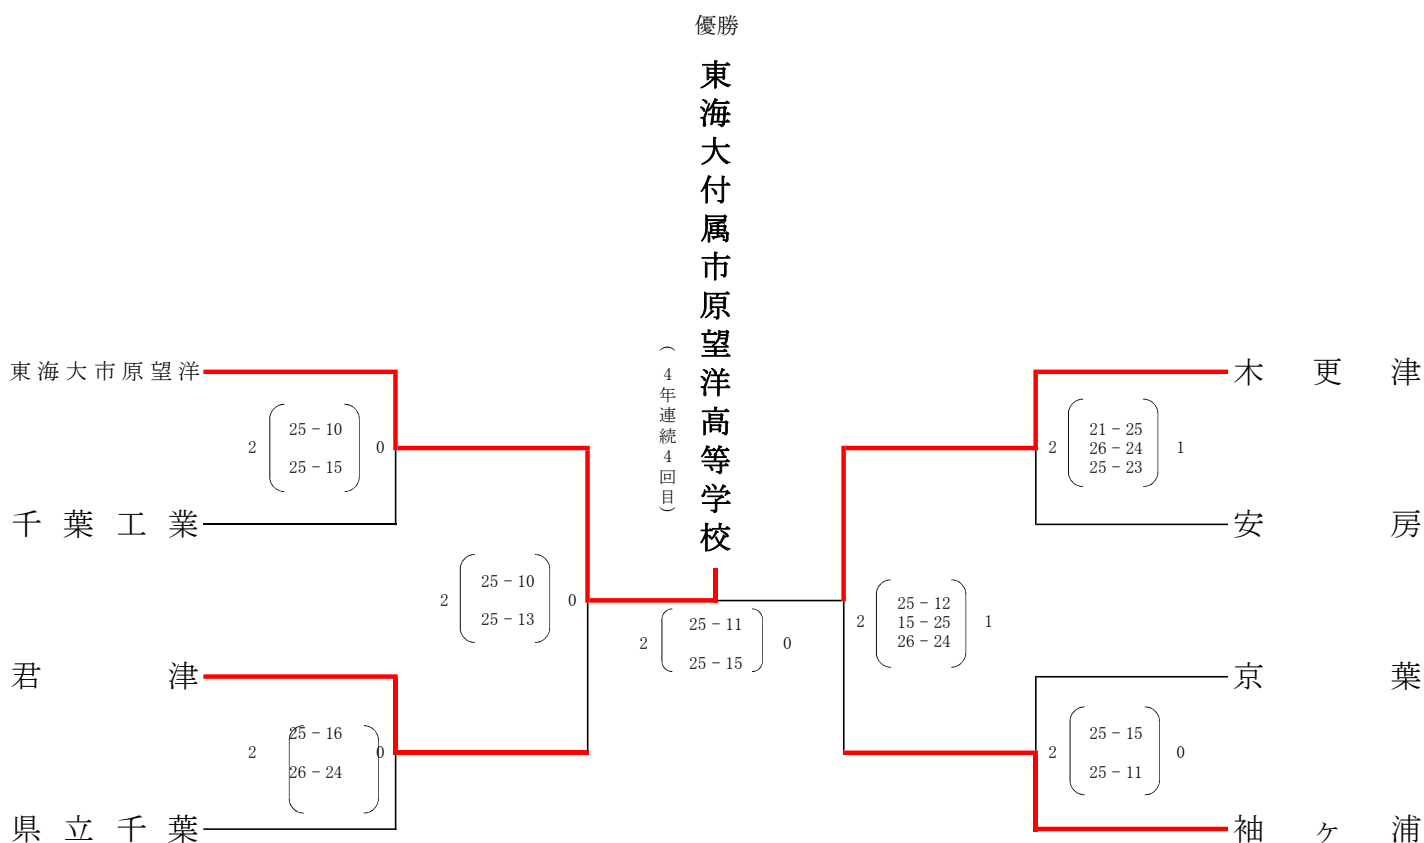 優勝
東海大付属市原望洋高等学校
(4年連続4回目)
東海大市原望洋
2
25－10
25－15
0
千葉工業
2
25－10
25－13
0
君津
2
25－16
26－24
0
県立千葉
2
25－11
25－15
0
木更津
2
21－25
26－24
25－23
1
安房
2
25－12
15－25
26－24
1
京葉
2
25－15
25－11
0
袖ヶ浦